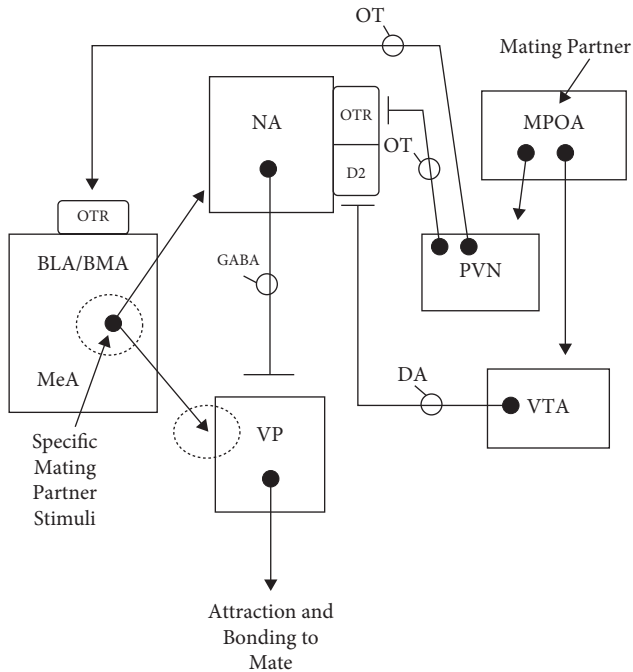 OT
Mating Partner
NA
OTR
MPOA
OT
D2
OTR
BLA/BMA
GABA
PVN
MeA
DA
VP
VTA
Specific
Mating
Partner
Stimuli
Attraction and
Bonding to
Mate